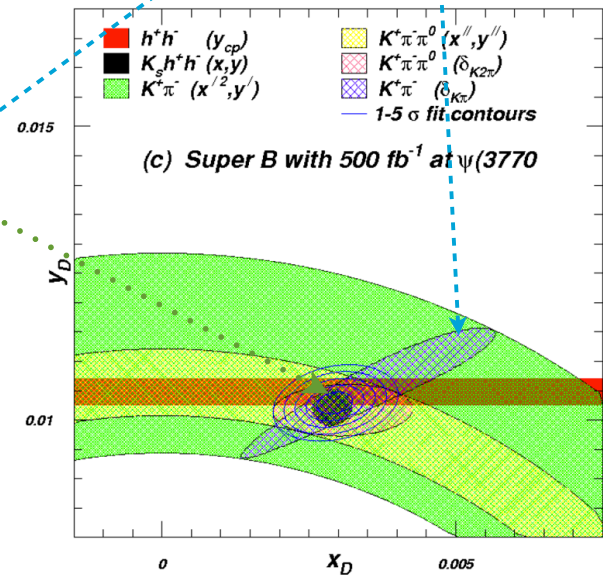 h⁺h⁻ (y_cp)
K_s h⁺h⁻ (x,y)
K⁺π⁻ (x′²,y′)
K⁺π⁻π⁰ (x″,y″)
K⁺π⁻π⁰ (δ_K2π)
K⁺π⁻ (δ_Kπ)
1-5 σ fit contours
(c) Super B with 500 fb⁻¹ at ψ(3770
0.015
y_D
0.01
0
x_D
0.005